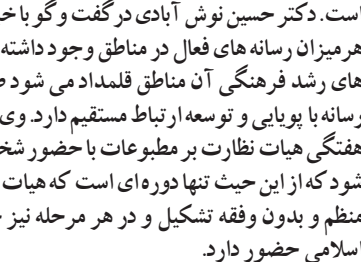 است. دکتر حسین نوش آبادی در گفت و گو با خ
هر میزان رسانه های فعال در مناطق وجود داشته
های رشد فرهنگی آن مناطق قلمداد می شود ص
رسانه با پویایی و توسعه ارتباط مستقیم دارد. وی
هفتگی هیات نظارت بر مطبوعات با حضور شخ
شود که از این حیث تنها دوره ای است که هیات
منظم و بدون وقفه تشکیل و در هر مرحله نیز
اسلامی حضور دارد.